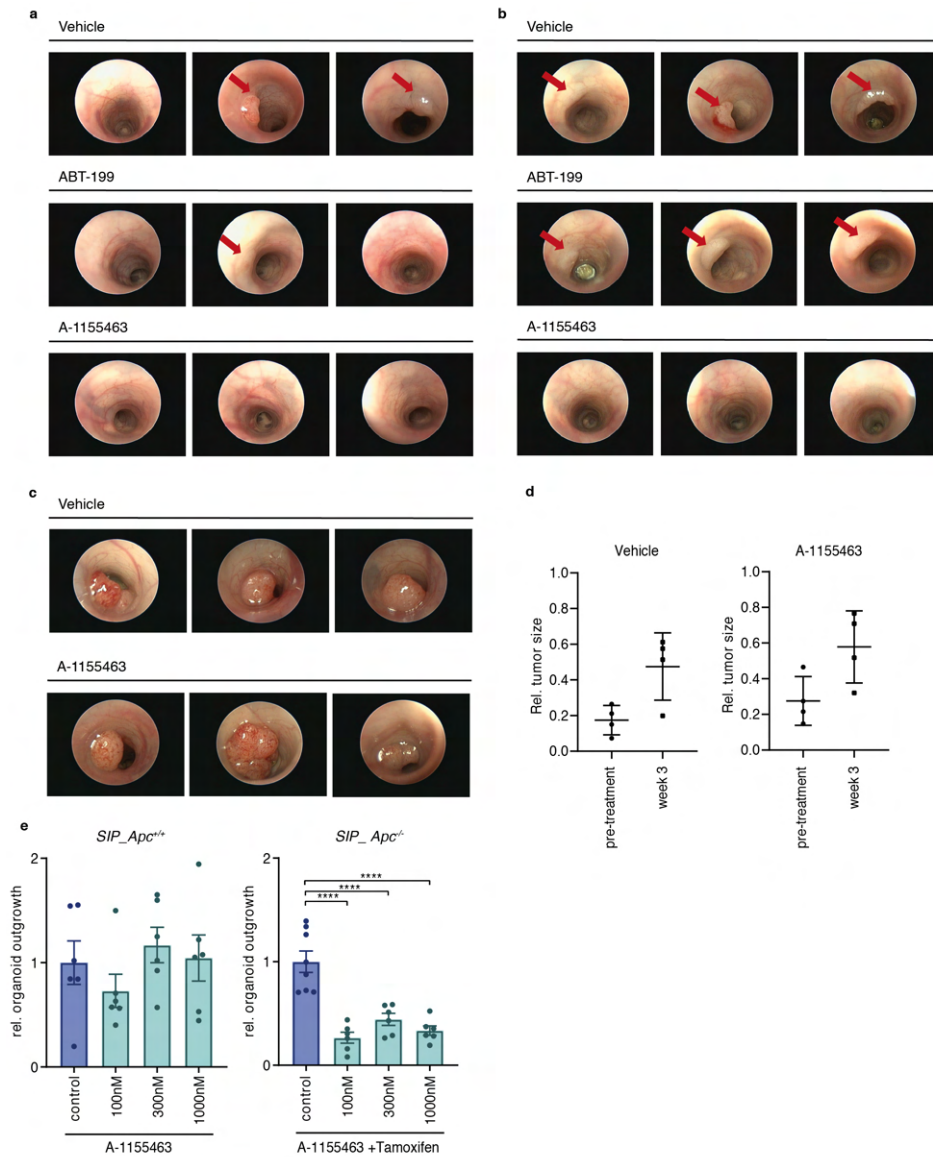 a
Vehicle
ABT-199
A-1155463
b
Vehicle
ABT-199
A-1155463
c
Vehicle
A-1155463
d
Vehicle
Rel. tumor size
1.0
0.8
0.6
0.4
0.2
0.0
pre-treatment
week 3
A-1155463
Rel. tumor size
1.0
0.8
0.6
0.4
0.2
0.0
pre-treatment
week 3
e
SIP_Apc+/+
rel. organoid outgrowth
2
1
0
control
100nM
300nM
1000nM
A-1155463
SIP_ Apc-/-
rel. organoid outgrowth
2
1
0
****
****
****
control
100nM
300nM
1000nM
A-1155463 +Tamoxifen